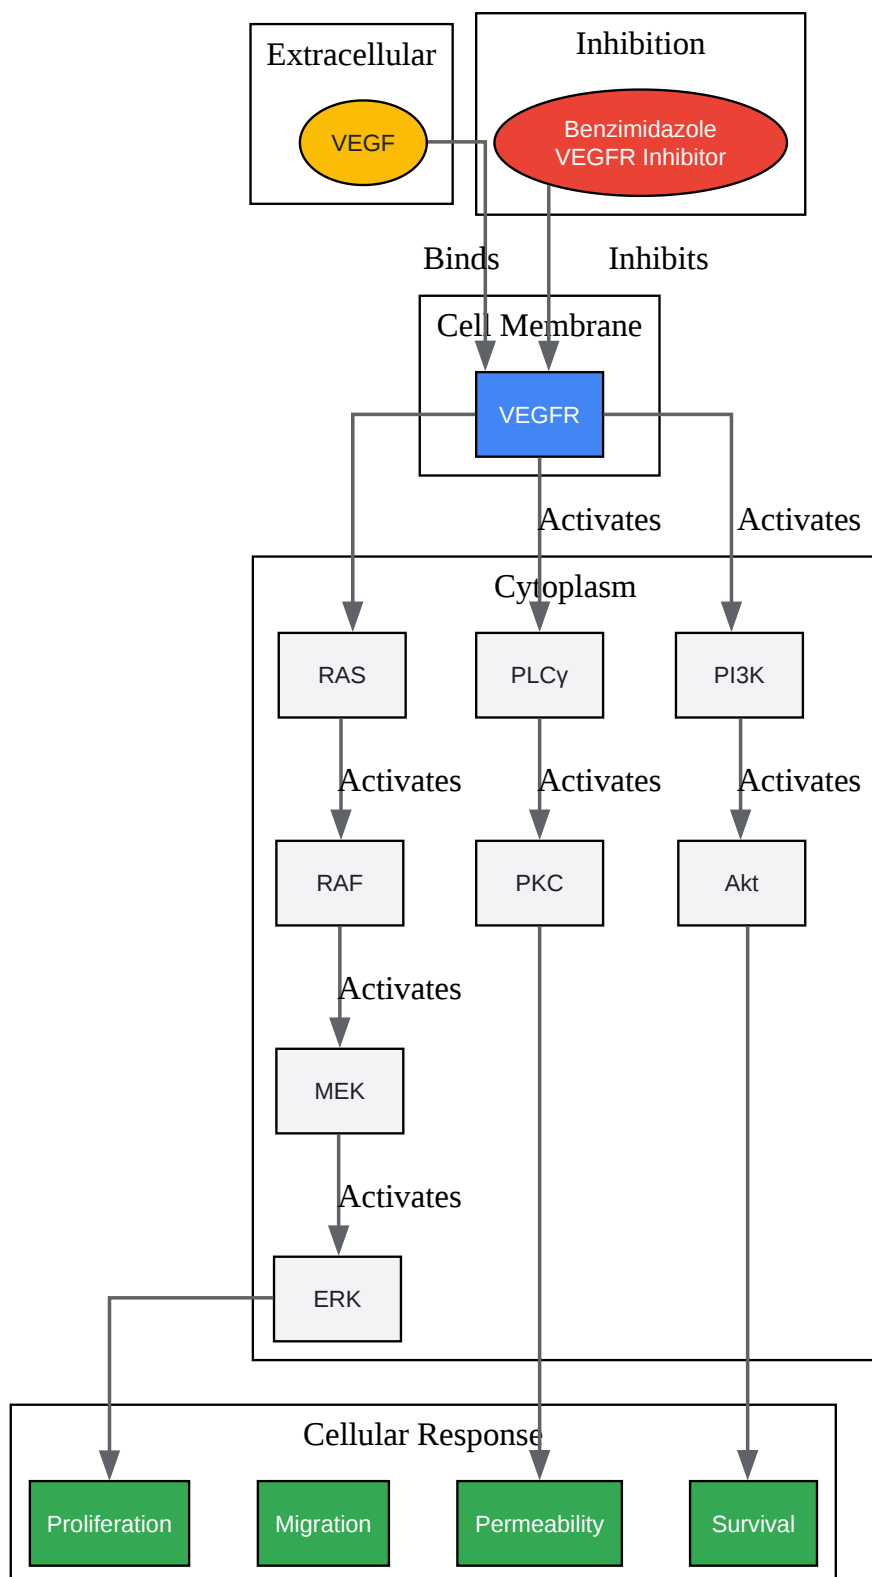 Extracellular
Inhibition
VEGF
Benzimidazole
VEGFR Inhibitor
Binds
Inhibits
Cell Membrane
VEGFR
Activates
Activates
Cytoplasm
RAS
PLCγ
PI3K
Activates
Activates
Activates
RAF
PKC
Akt
Activates
MEK
Activates
ERK
Cellular Response
Proliferation
Migration
Permeability
Survival